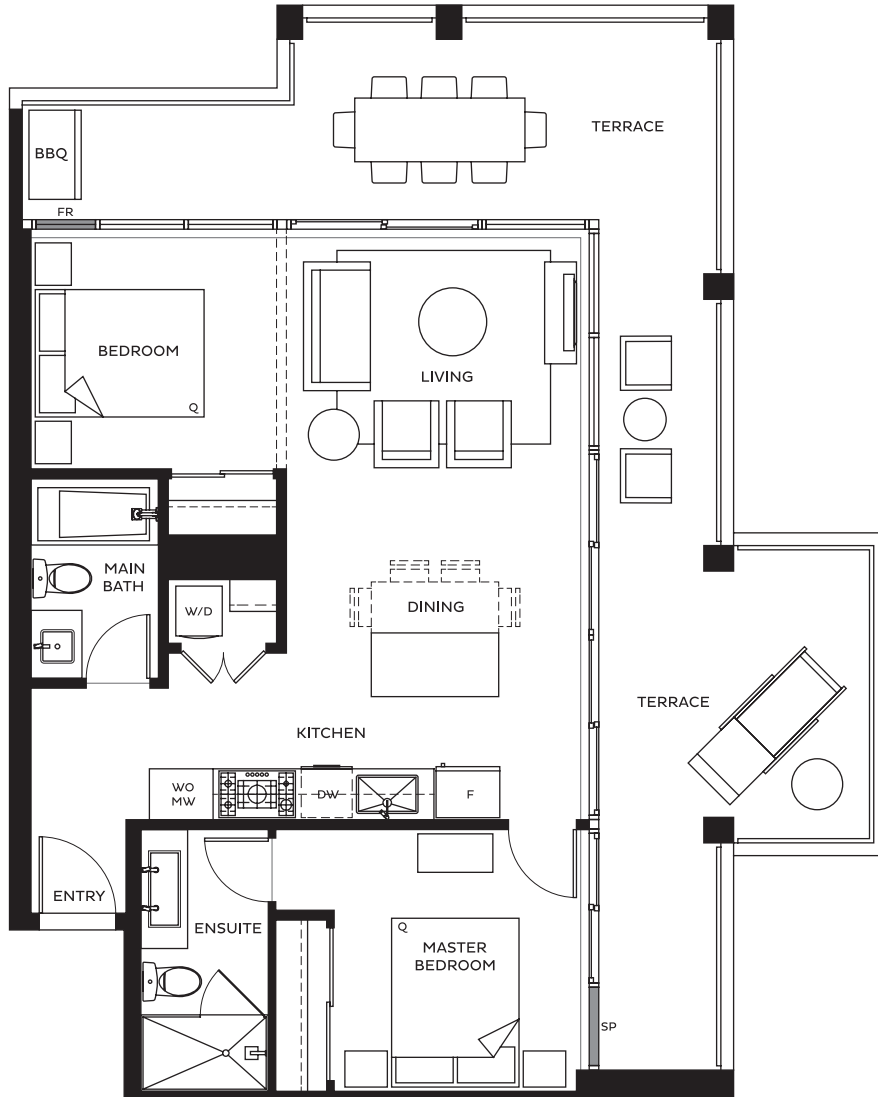 TERRACE
BBQ
FR
BEDROOM
Q
LIVING
MAIN
BATH
W/D
DINING
TERRACE
KITCHEN
WO
MW
DW
F
ENTRY
ENSUITE
Q
MASTER
BEDROOM
SP